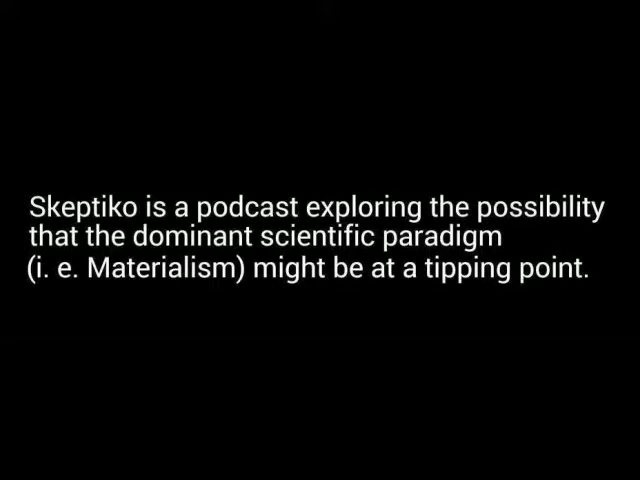 Skeptiko is a podcast exploring the possibility
that the dominant scientific paradigm
(i. e. Materialism) might be at a tipping point.